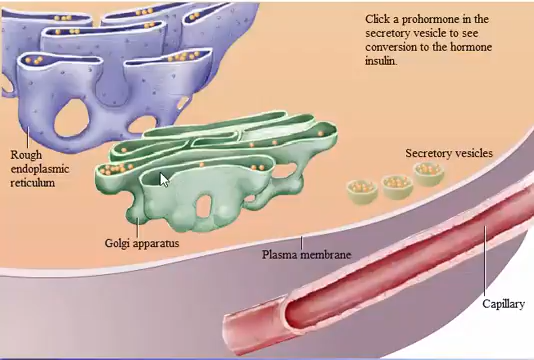 Click a prohormone in the
secretory vesicle to see
conversion to the hormone
insulin.
Rough
endoplasmic
reticulum
Secretory vesicles
Golgi apparatus
Plasma membrane
Capillary